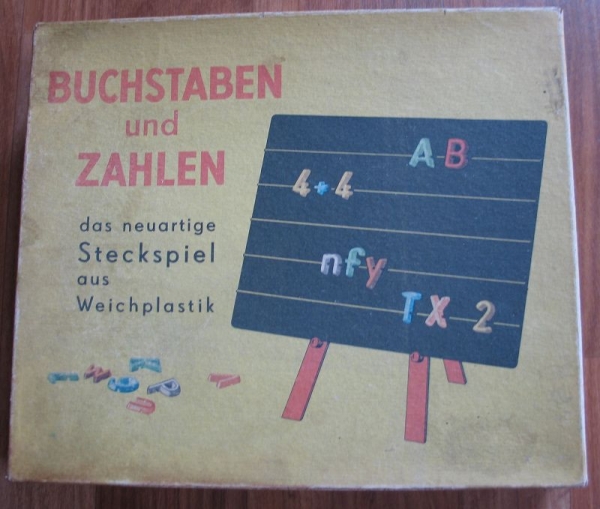 BUCHSTABEN
und
ZAHLEN
das neuartige
Steckspiel
aus
Weichplastik
AB
4+4
nfy
TX 2